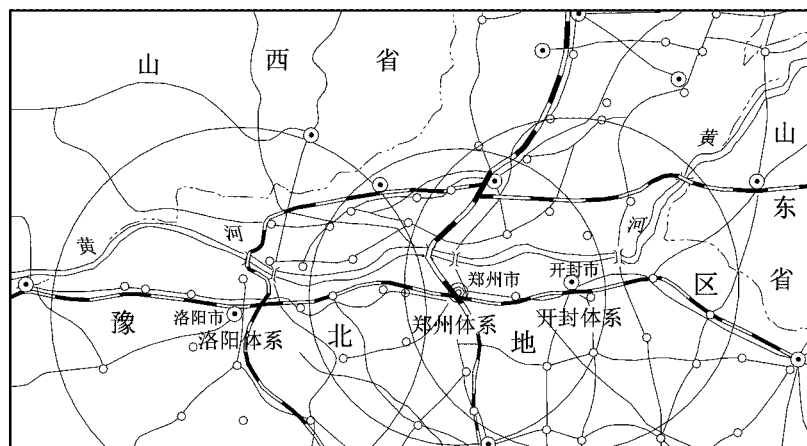 山西省
黄河
黄河
山东省
豫北地区
洛阳市
洛阳体系
郑州市
郑州体系
开封市
开封体系